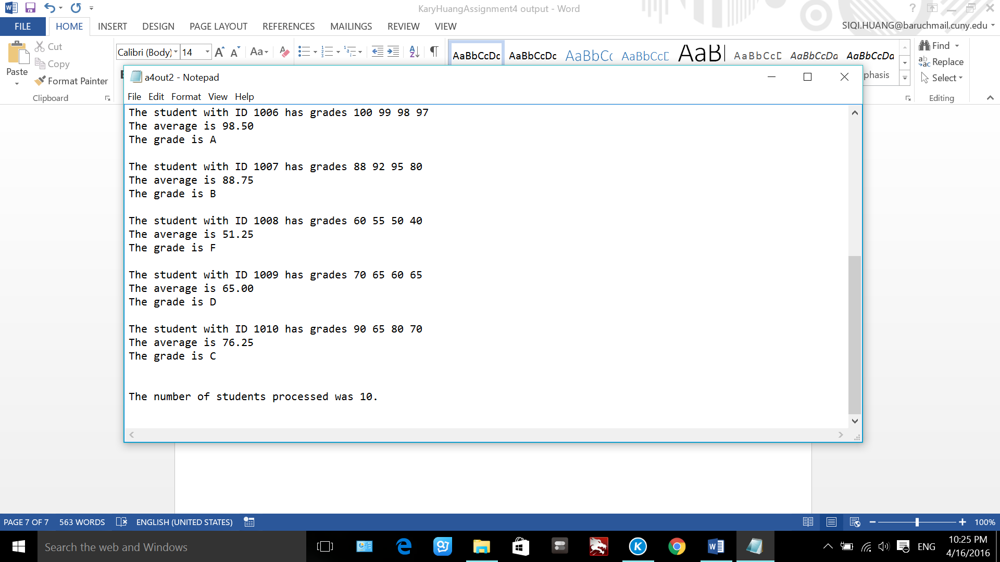 KaryHuangAssignment4 output - Word
FILE HOME INSERT DESIGN PAGE LAYOUT REFERENCES MAILINGS REVIEW VIEW
SIQI.HUANG@baruchmail.cuny.edu
Paste
Cut
Copy
Format Painter
Clipboard
Calibri (Body) 14
Aa
AaBbCcDc AaBbCcDc AaBbC AaBbCcD AaB AaBbCcD AaBbCcDa AaBbCcDa
phasis
Find
Replace
Select
Editing
a4out2 - Notepad
File Edit Format View Help
The student with ID 1006 has grades 100 99 98 97
The average is 98.50
The grade is A
The student with ID 1007 has grades 88 92 95 80
The average is 88.75
The grade is B
The student with ID 1008 has grades 60 55 50 40
The average is 51.25
The grade is F
The student with ID 1009 has grades 70 65 60 65
The average is 65.00
The grade is D
The student with ID 1010 has grades 90 65 80 70
The average is 76.25
The grade is C
The number of students processed was 10.
PAGE 7 OF 7 563 WORDS ENGLISH (UNITED STATES) 100%
Search the web and Windows
ENG
10:25 PM
4/16/2016